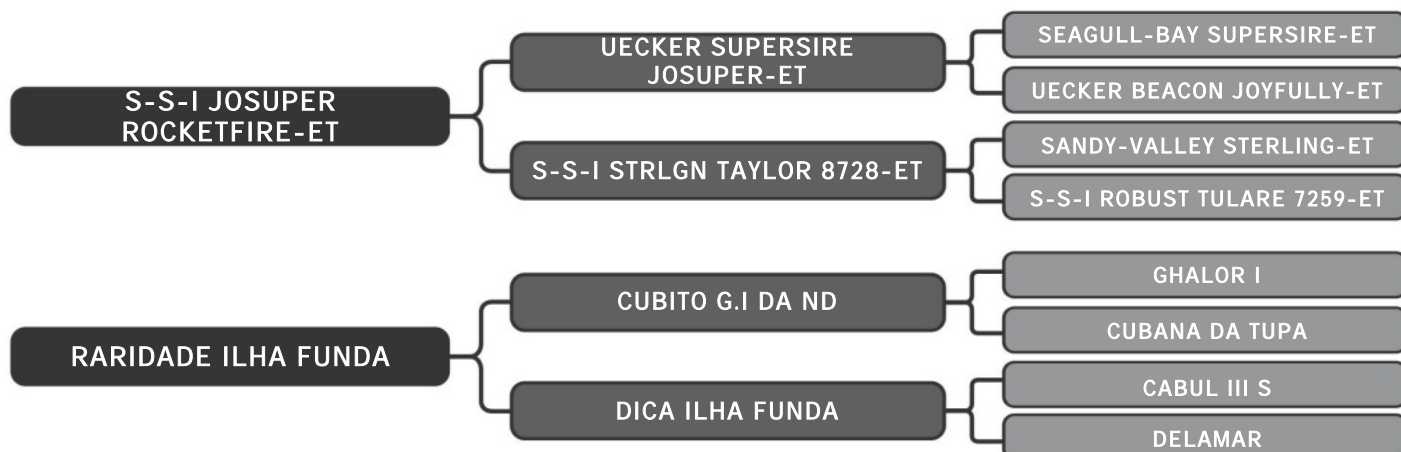 S-S-I JOSUPER
ROCKETFIRE-ET
UECKER SUPERSIRE
JOSUPER-ET
SEAGULL-BAY SUPERSIRE-ET
UECKER BEACON JOYFULLY-ET
S-S-I STRLGN TAYLOR 8728-ET
SANDY-VALLEY STERLING-ET
S-S-I ROBUST TULARE 7259-ET
RARIDADE ILHA FUNDA
CUBITO G.I DA ND
GHALOR I
CUBANA DA TUPA
DICA ILHA FUNDA
CABUL III S
DELAMAR